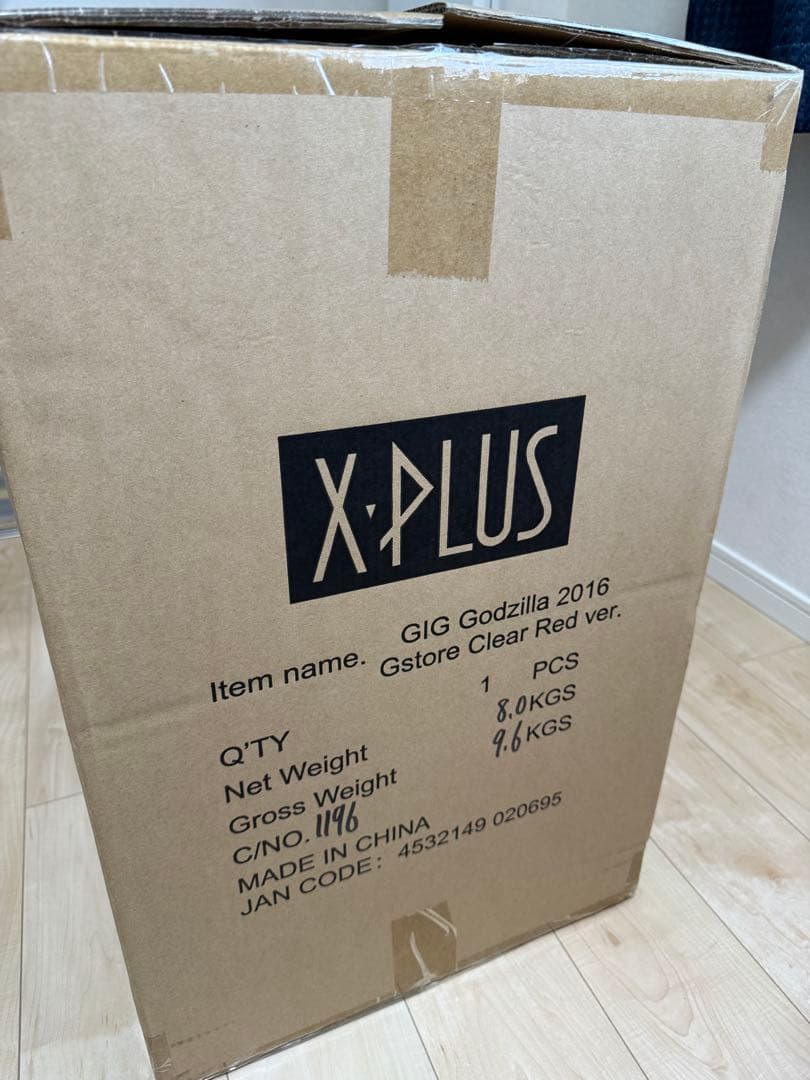 X-PLUS
Item name. GIG Godzilla 2016
Gstore Clear Red ver.
Q'TY 1 PCS
Net Weight 8.0KGS
Gross Weight 9.6KGS
C/NO. 1196
MADE IN CHINA
JAN CODE: 4532149 020695